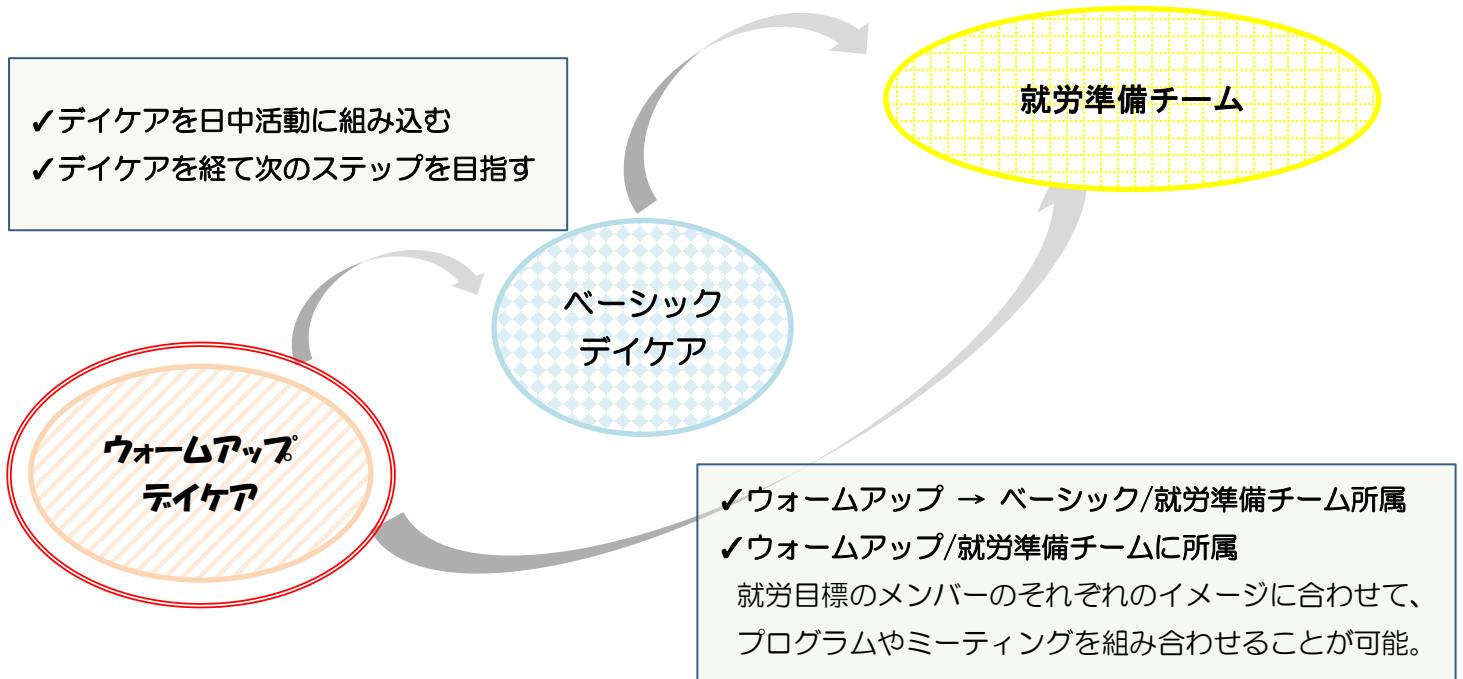 就労準備チーム
✓デイケアを日中活動に組み込む
✓デイケアを経て次のステップを目指す
ベーシック
デイケア
ウォームアップ
デイケア
✓ウォームアップ → ベーシック/就労準備チーム所属
✓ウォームアップ/就労準備チームに所属
就労目標のメンバーのそれぞれのイメージに合わせて、
プログラムやミーティングを組み合わせることが可能。